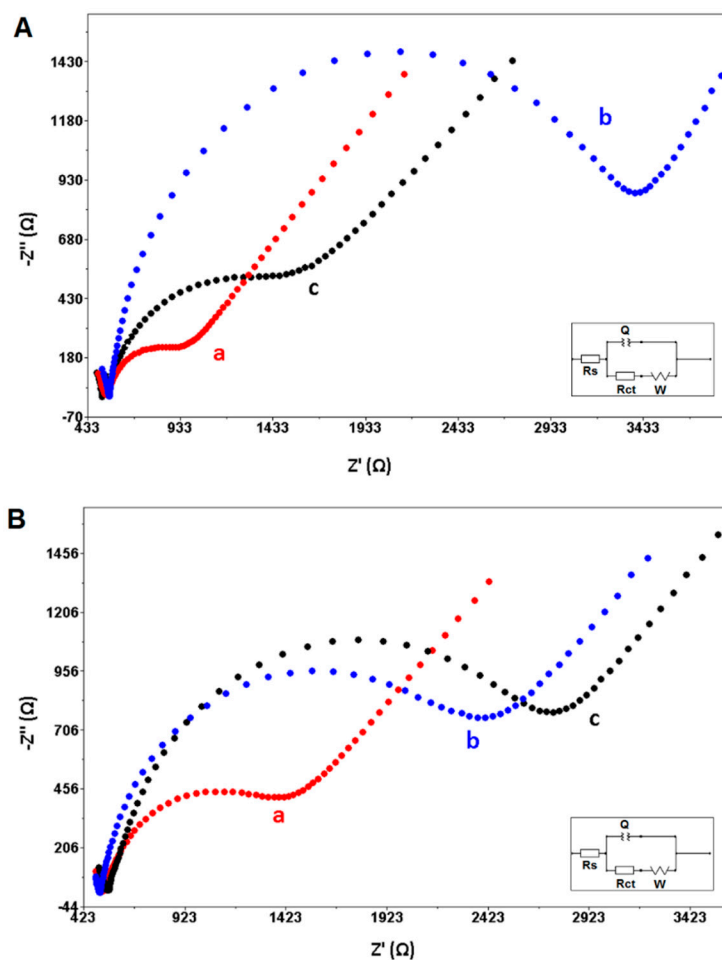 A
1430
1180
930
680
430
180
-70
-Z'' (Ω)
b
c
a
Q
Rs
Rct
W
433
933
1433
1933
2433
2933
3433
Z' (Ω)
B
1456
1206
956
706
456
206
-44
-Z'' (Ω)
b
c
a
Q
Rs
Rct
W
423
923
1423
1923
2423
2923
3423
Z' (Ω)